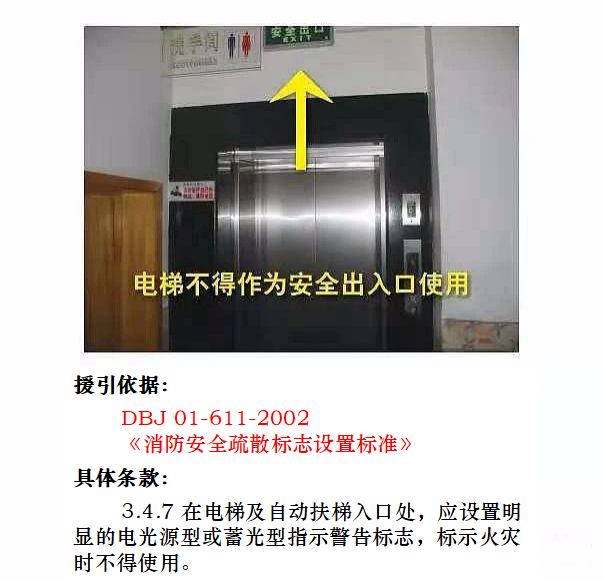 洗手间
安全出口
EXIT
电梯不得作为安全出入口使用
援引依据：
DBJ 01-611-2002
《消防安全疏散标志设置标准》
具体条款：
3.4.7 在电梯及自动扶梯入口处，应设置明
显的电光源型或蓄光型指示警告标志，标示火灾
时不得使用。